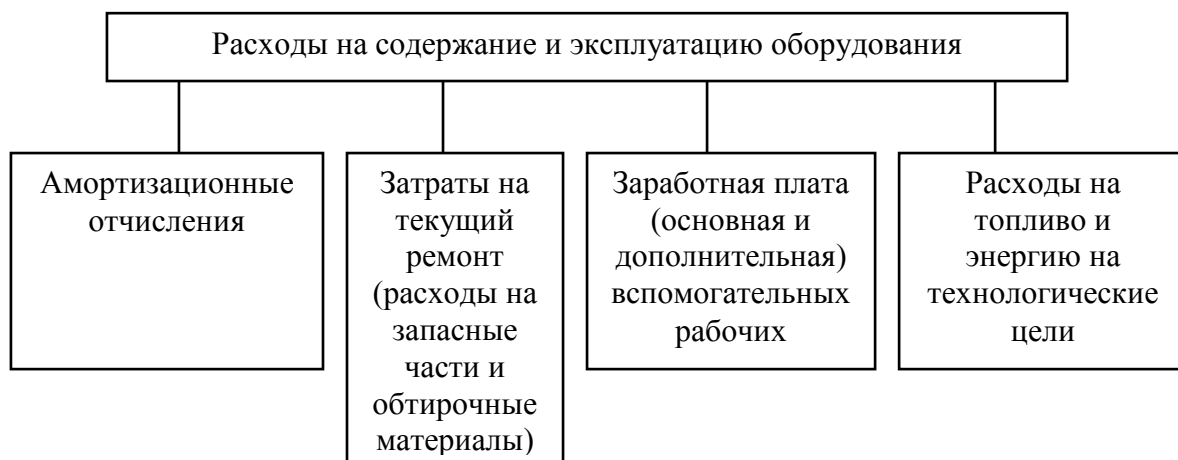 Расходы на содержание и эксплуатацию оборудования
Амортизационные
отчисления
Затраты на
текущий
ремонт
(расходы на
запасные
части и
обтирочные
материалы)
Заработная плата
(основная и
дополнительная)
вспомогательных
рабочих
Расходы на
топливо и
энергию на
технологические
цели